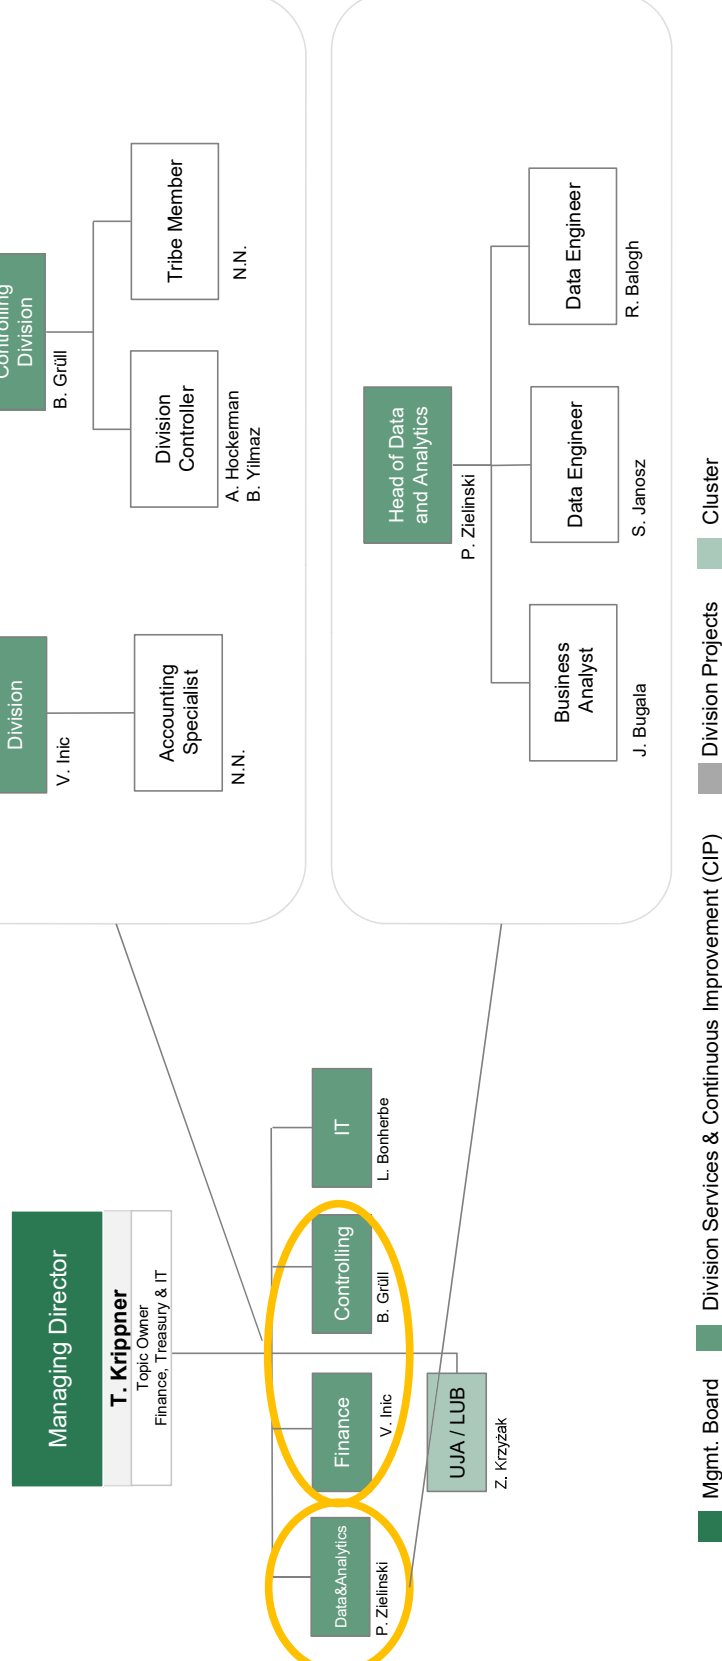 Managing Director
T. Krippner
Topic Owner
Finance, Treasury & IT
Data&Analytics
P. Zielinski
Finance
V. Inic
Controlling
B. Grüll
IT
L. Bonherbe
UJA / LUB
Z. Krzyżak
Division
V. Inic
Accounting
Specialist
N.N.
Controlling
Division
B. Grüll
Division
Controller
A. Hockerman
B. Yilmaz
Tribe Member
N.N.
Head of Data
and Analytics
P. Zielinski
Business
Analyst
J. Bugala
Data Engineer
S. Janosz
Data Engineer
R. Balogh
Mgmt. Board
Division Services & Continuous Improvement (CIP)
Division Projects
Cluster